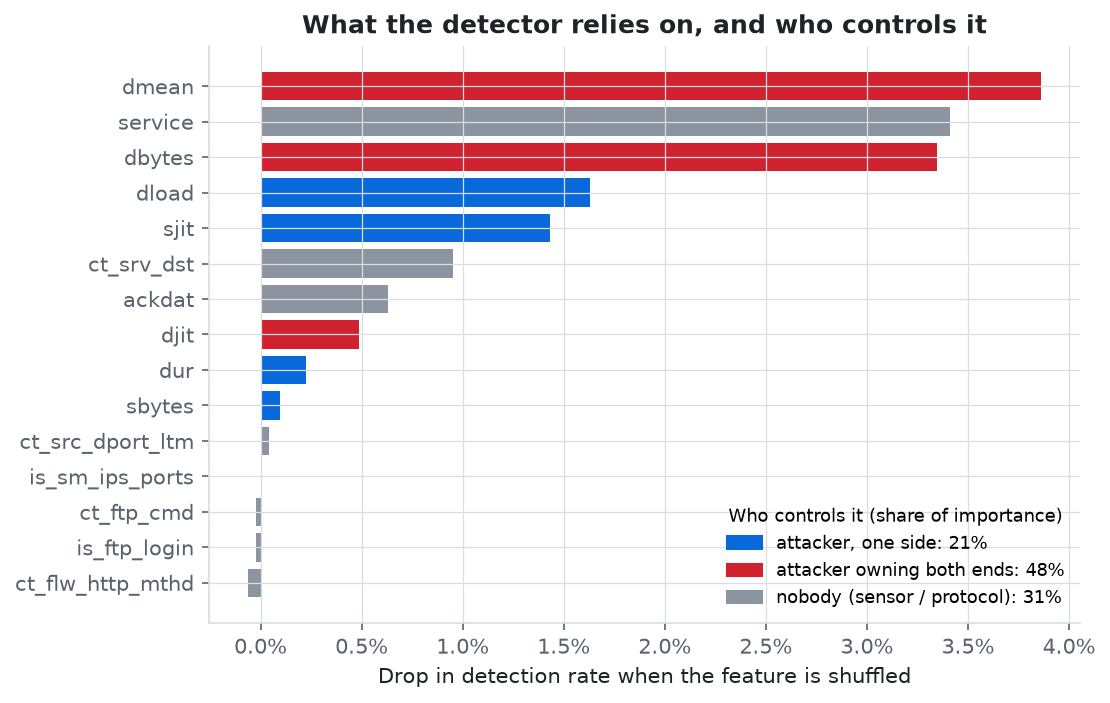 What the detector relies on, and who controls it
dmean
service
dbytes
dload
sjit
ct_srv_dst
ackdat
djit
dur
sbytes
ct_src_dport_ltm
is_sm_ips_ports
ct_ftp_cmd
is_ftp_login
ct_flw_http_mthd
Who controls it (share of importance)
attacker, one side: 21%
attacker owning both ends: 48%
nobody (sensor / protocol): 31%
0.0% 0.5% 1.0% 1.5% 2.0% 2.5% 3.0% 3.5% 4.0%
Drop in detection rate when the feature is shuffled